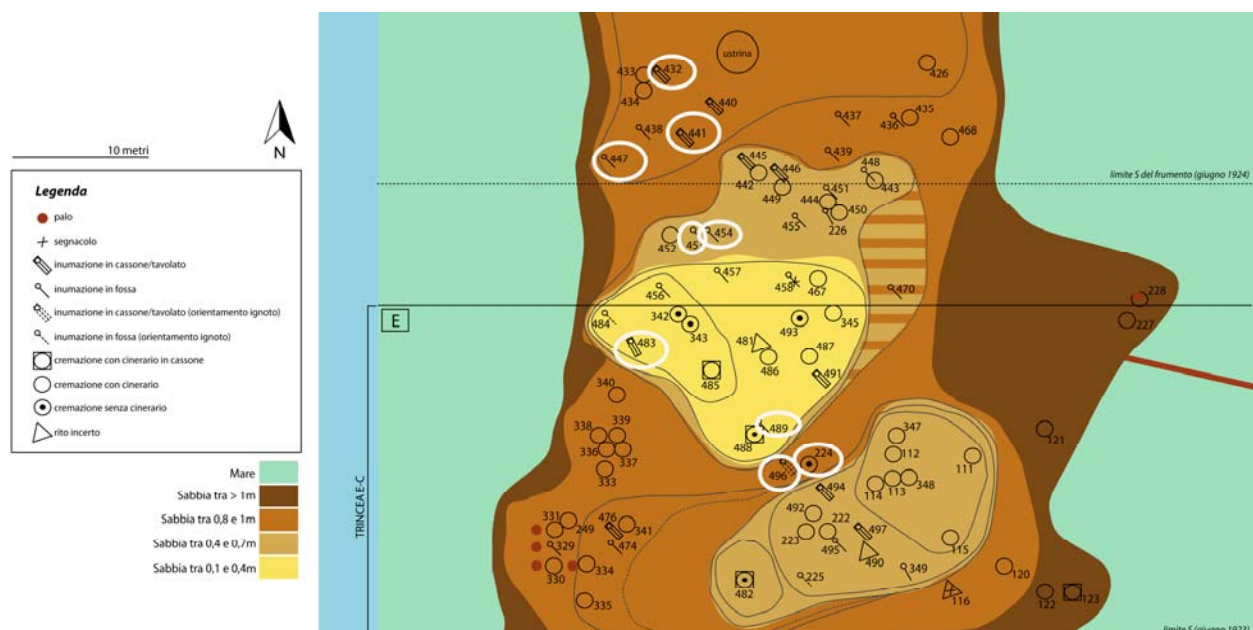 10 metri
N
Legenda
palo
segnacolo
inumazione in cassone/tavolato
inumazione in fossa
inumazione in cassone/tavolato (orientamento ignoto)
inumazione in fossa (orientamento ignoto)
cremazione con cinerario in cassone
cremazione con cinerario
cremazione senza cinerario
rito incerto
Mare
Sabbia tra > 1m
Sabbia tra 0,8 e 1m
Sabbia tra 0,4 e 0,7m
Sabbia tra 0,1 e 0,4m
TRINCEA E-C
E
ustrina
433 432 426
434 440
437 436 435
438 441 468
447 439
445 446 448
limite S del frumento (giugno 1924)
442 449 451 443
444 450
452 454 455 226
457 458 467 470
456 228
484 342 343 493 345 227
483 481 487
485 486 491
340
338 339 489 347 121
336 337 488 112 111
333 496 224
494 114 113 348
331 249 476 341 492 222 497
329 474 223 495 490 115
330 334 225 349 120
482 116 122 123
335
limite S (giugno 1923)